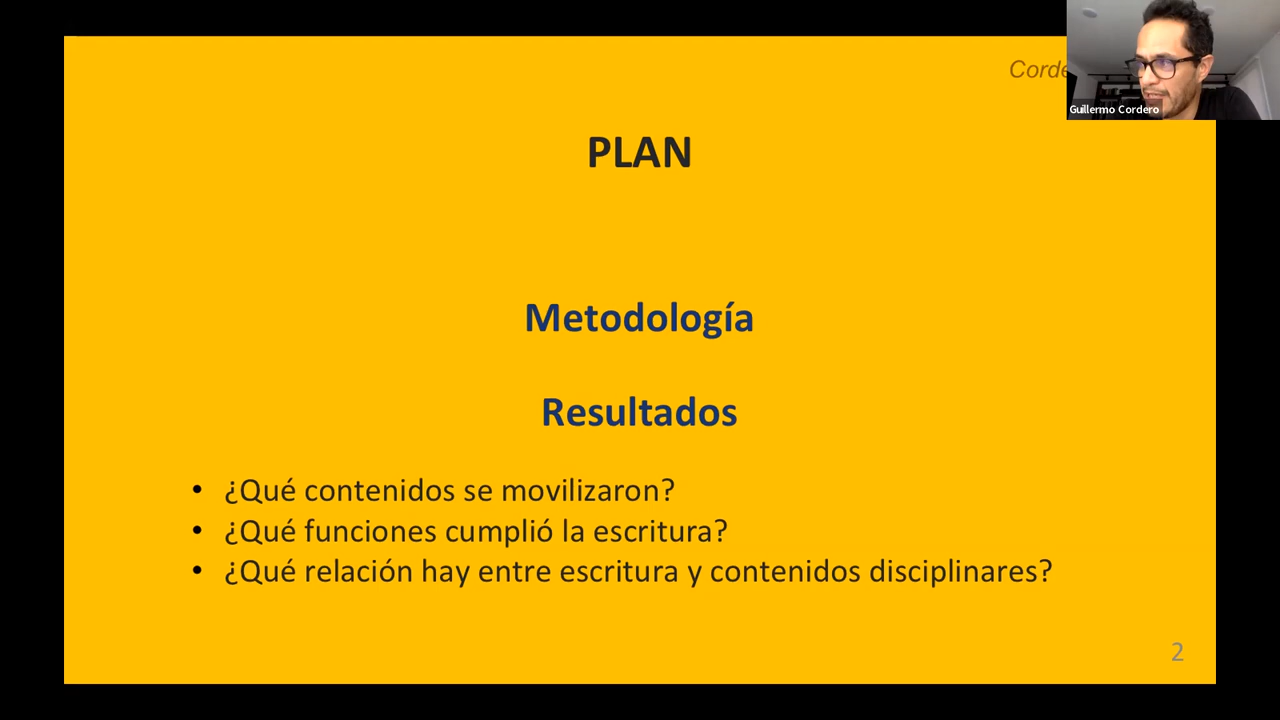 Guillermo Cordero
PLAN
Metodología
Resultados
• ¿Qué contenidos se movilizaron?
• ¿Qué funciones cumplió la escritura?
• ¿Qué relación hay entre escritura y contenidos disciplinares?
2